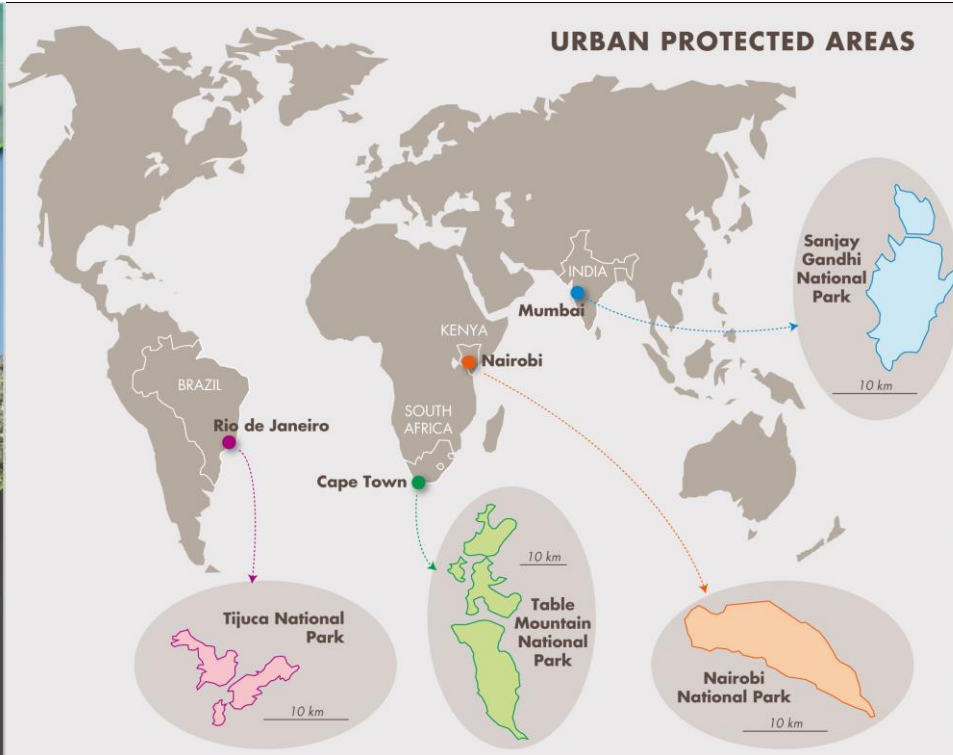 URBAN PROTECTED AREAS
Sanjay
Gandhi
National
Park
10 km
INDIA
Mumbai
KENYA
Nairobi
BRAZIL
SOUTH
AFRICA
Rio de Janeiro
Cape Town
10 km
Table
Mountain
National
Park
Tijuca National
Park
10 km
Nairobi
National Park
10 km